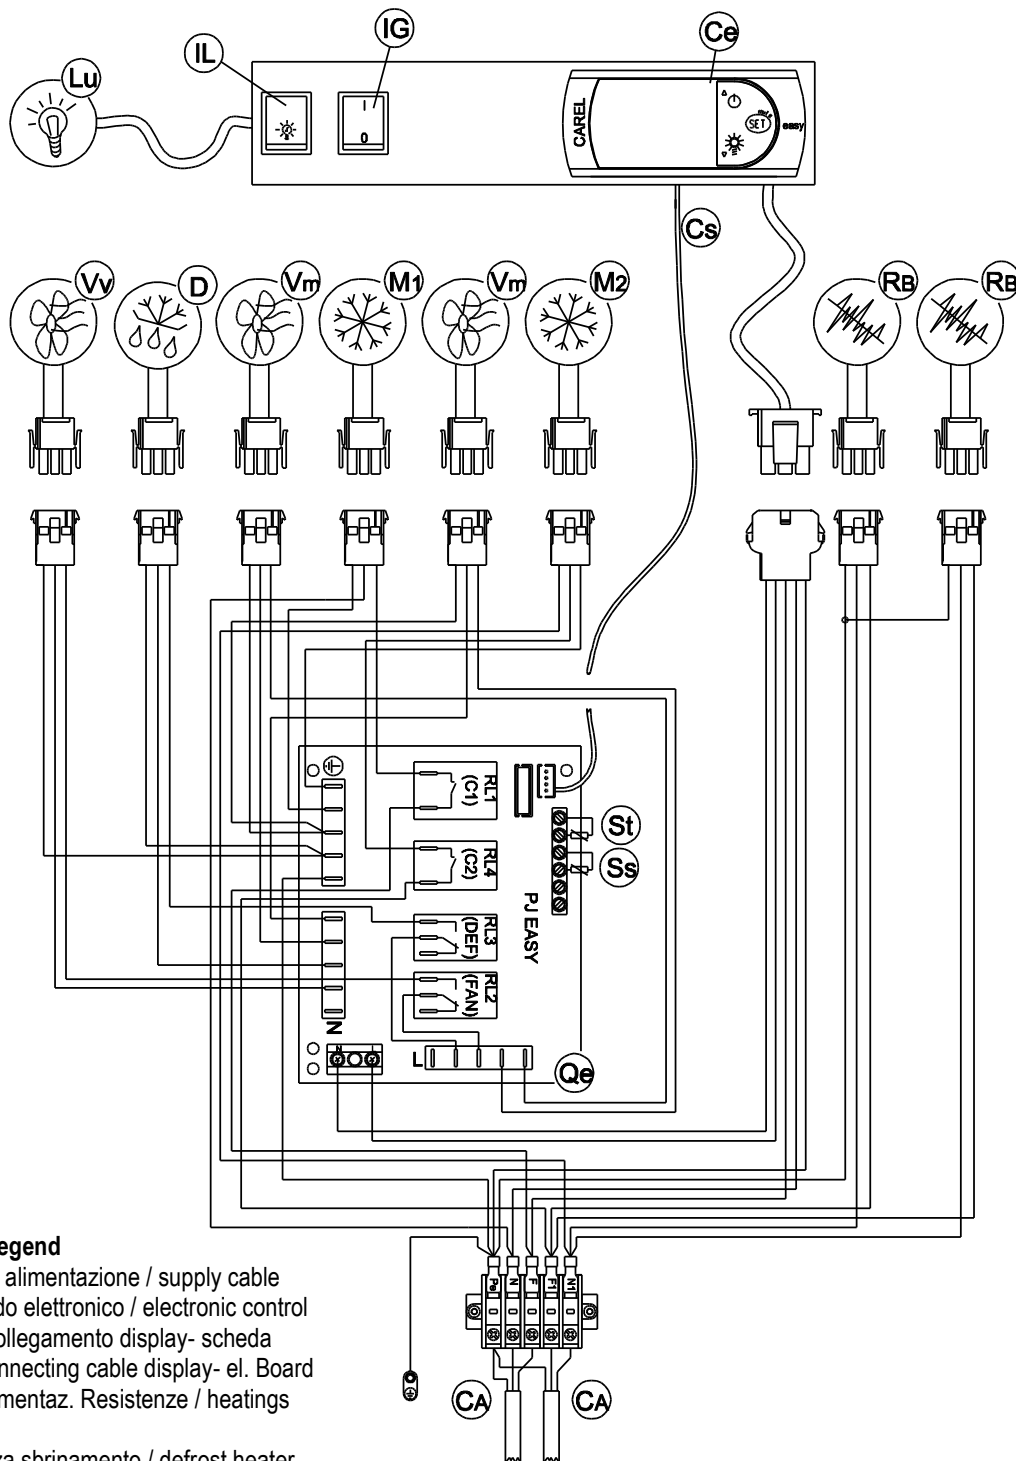 IG
IL
Ce
Lu
I
0
CAREL
SET
easy
Cs
Vv
D
Vm
M1
Vm
M2
RB
RB
RL1
(C1)
RL4
(C2)
RL3
(DEF)
RL2
(FAN)
PJ EASY
St
Ss
N
N
L
Qe
egend
alimentazione / supply cable
do elettronico / electronic control
ollegamento display- scheda
nnecting cable display- el. Board
mentaz. Resistenze / heatings
za sbrinamento / defrost heater
Pe
N
F
F1
N1
CA
CA